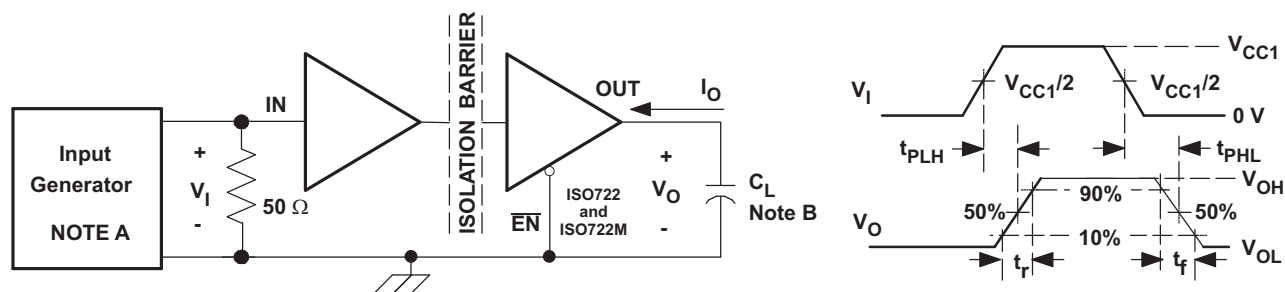 Input
Generator
NOTE A
+
V_I
-
50 Ω
IN
ISOLATION BARRIER
OUT
I_O
EN
ISO722
and
ISO722M
+
V_O
-
C_L
Note B
V_I
V_CC1/2
V_CC1/2
V_CC1
0 V
t_PLH
t_PHL
V_O
50%
90%
10%
50%
V_OH
V_OL
t_r
t_f